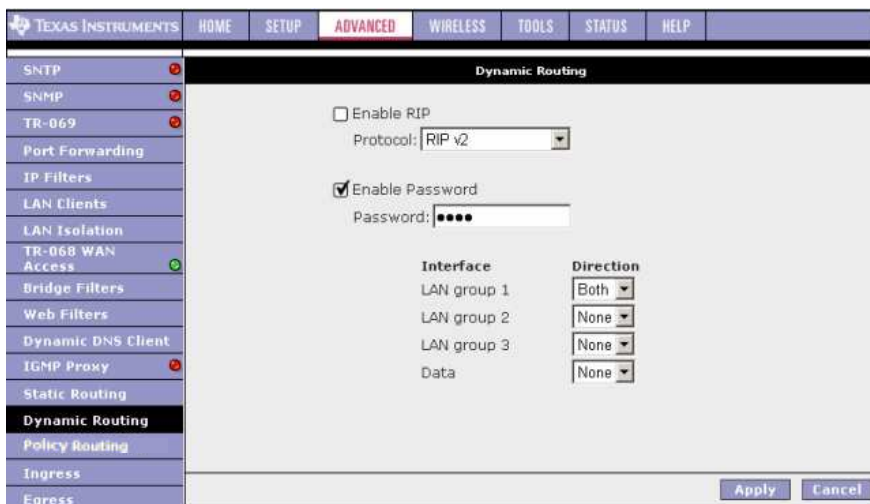 TEXAS INSTRUMENTS HOME SETUP ADVANCED WIRELESS TOOLS STATUS HELP
SNTP
SNMP
TR-069
Port Forwarding
IP Filters
LAN Clients
LAN Isolation
TR-068 WAN
Access
Bridge Filters
Web Filters
Dynamic DNS Client
IGMP Proxy
Static Routing
Dynamic Routing
Policy Routing
Ingress
Egress
Dynamic Routing
Enable RIP
Protocol: RIP v2
Enable Password
Password: ●●●●
Interface Direction
LAN group 1 Both
LAN group 2 None
LAN group 3 None
Data None
Apply Cancel